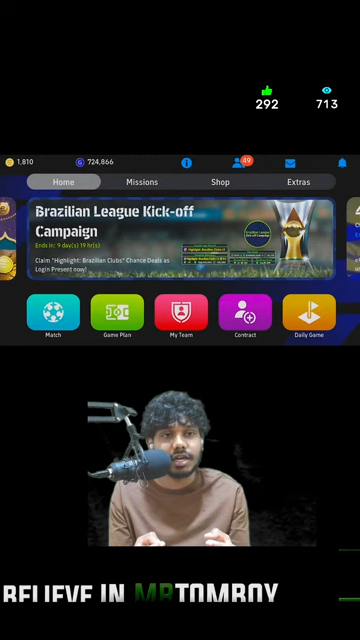 292
713
1,810
724,866
49
Home
Missions
Shop
Extras
Brazilian League Kick-off
Campaign
Ends in: 9 day(s) 19 hr(s)
Claim "Highlight: Brazilian Clubs" Chance Deals as
Login Present now!
Match
Game Plan
My Team
Contract
Daily Game
BELIEVE IN MRTOMBOY